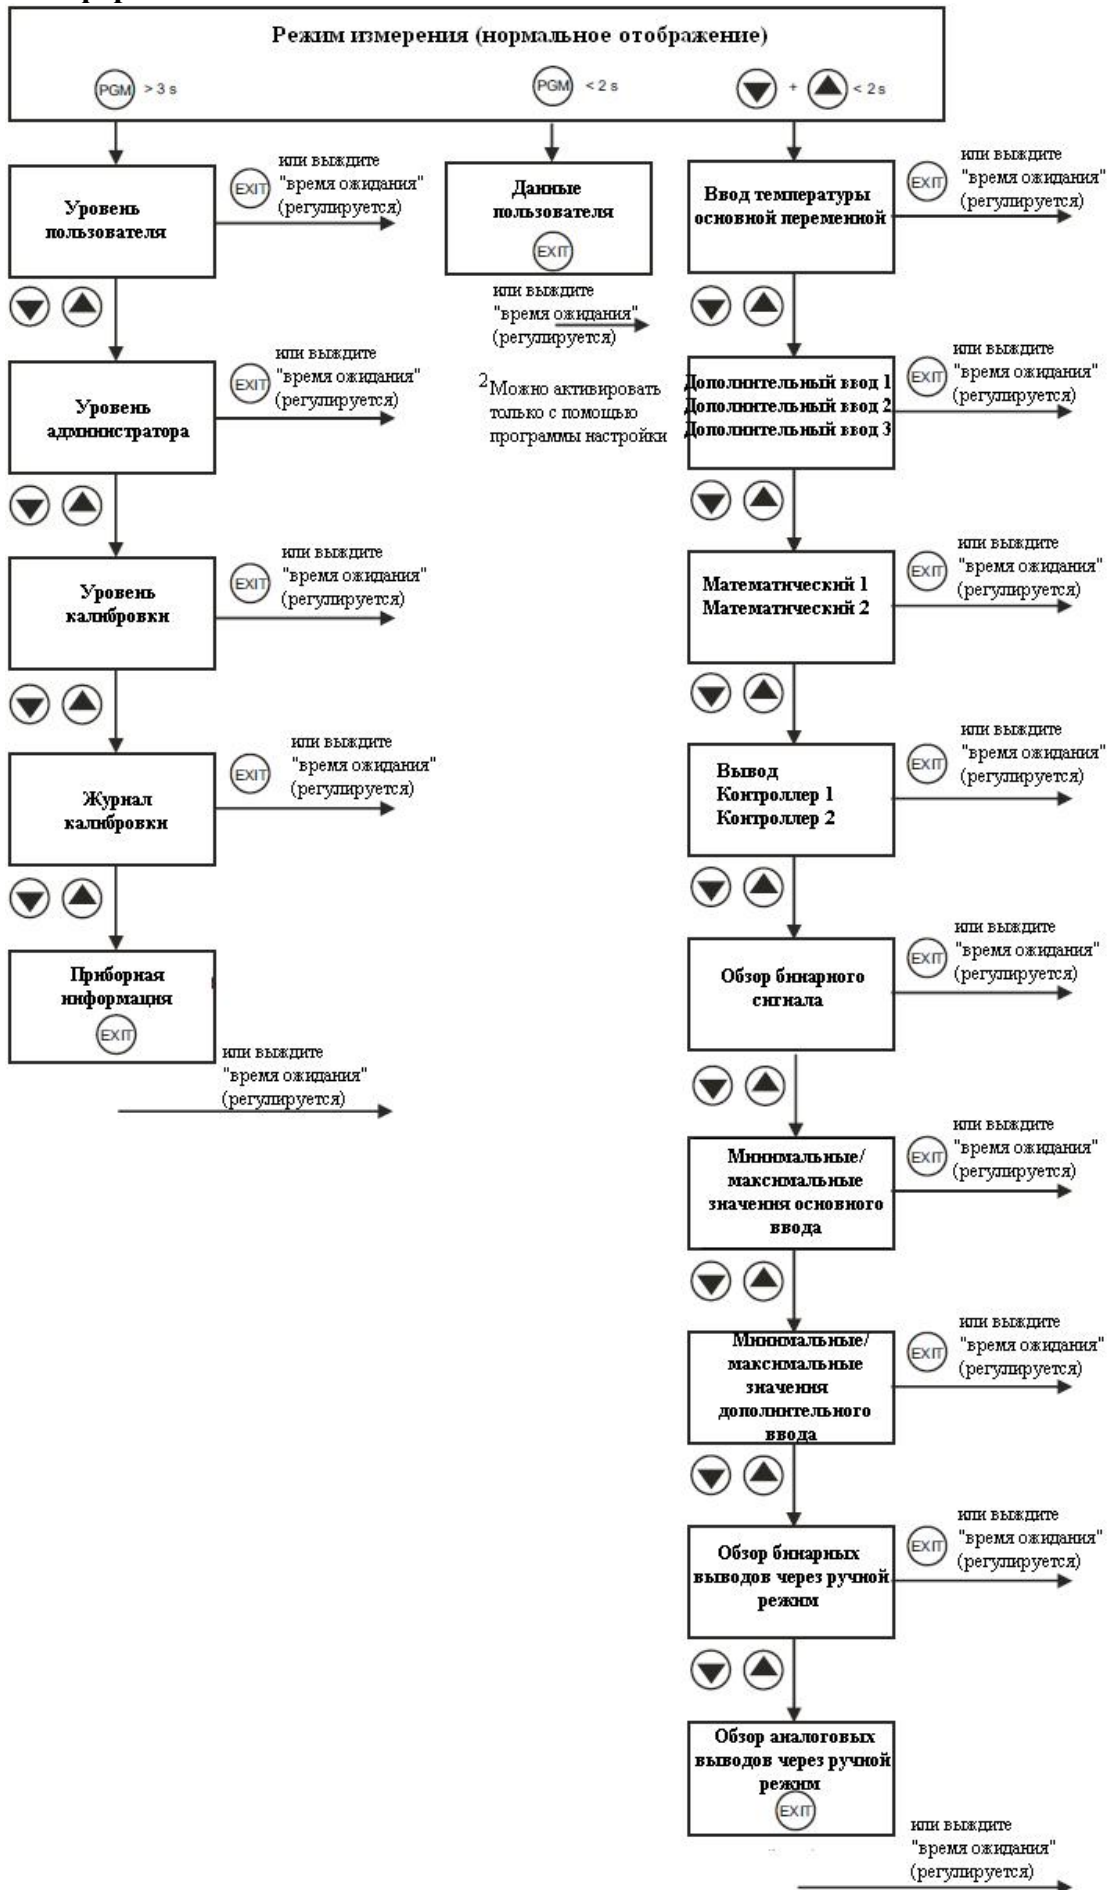 Режим измерения (нормальное отображение)
PGM > 3 s
PGM < 2 s
+ < 2 s
Уровень
пользователя
EXIT
или выждите
"время ожидания"
(регулируется)
Уровень
администратора
EXIT
или выждите
"время ожидания"
(регулируется)
Уровень
калибровки
EXIT
или выждите
"время ожидания"
(регулируется)
Журнал
калибровки
EXIT
или выждите
"время ожидания"
(регулируется)
Приборная
информация
EXIT
или выждите
"время ожидания"
(регулируется)
Данные
пользователя
EXIT
или выждите
"время ожидания"
(регулируется)
2 Можно активировать
только с помощью
программы настройки
Ввод температуры
основной переменной
EXIT
или выждите
"время ожидания"
(регулируется)
Дополнительный ввод 1
Дополнительный ввод 2
Дополнительный ввод 3
EXIT
или выждите
"время ожидания"
(регулируется)
Математический 1
Математический 2
EXIT
или выждите
"время ожидания"
(регулируется)
Вывод
Контроллер 1
Контроллер 2
EXIT
или выждите
"время ожидания"
(регулируется)
Обзор бинарного
сигнала
EXIT
или выждите
"время ожидания"
(регулируется)
Минимальные/
максимальные
значения основного
ввода
EXIT
или выждите
"время ожидания"
(регулируется)
Минимальные/
максимальные
значения
дополнительного
ввода
EXIT
или выждите
"время ожидания"
(регулируется)
Обзор бинарных
выводов через ручной
режим
EXIT
или выждите
"время ожидания"
(регулируется)
Обзор аналоговых
выводов через ручной
режим
EXIT
или выждите
"время ожидания"
(регулируется)